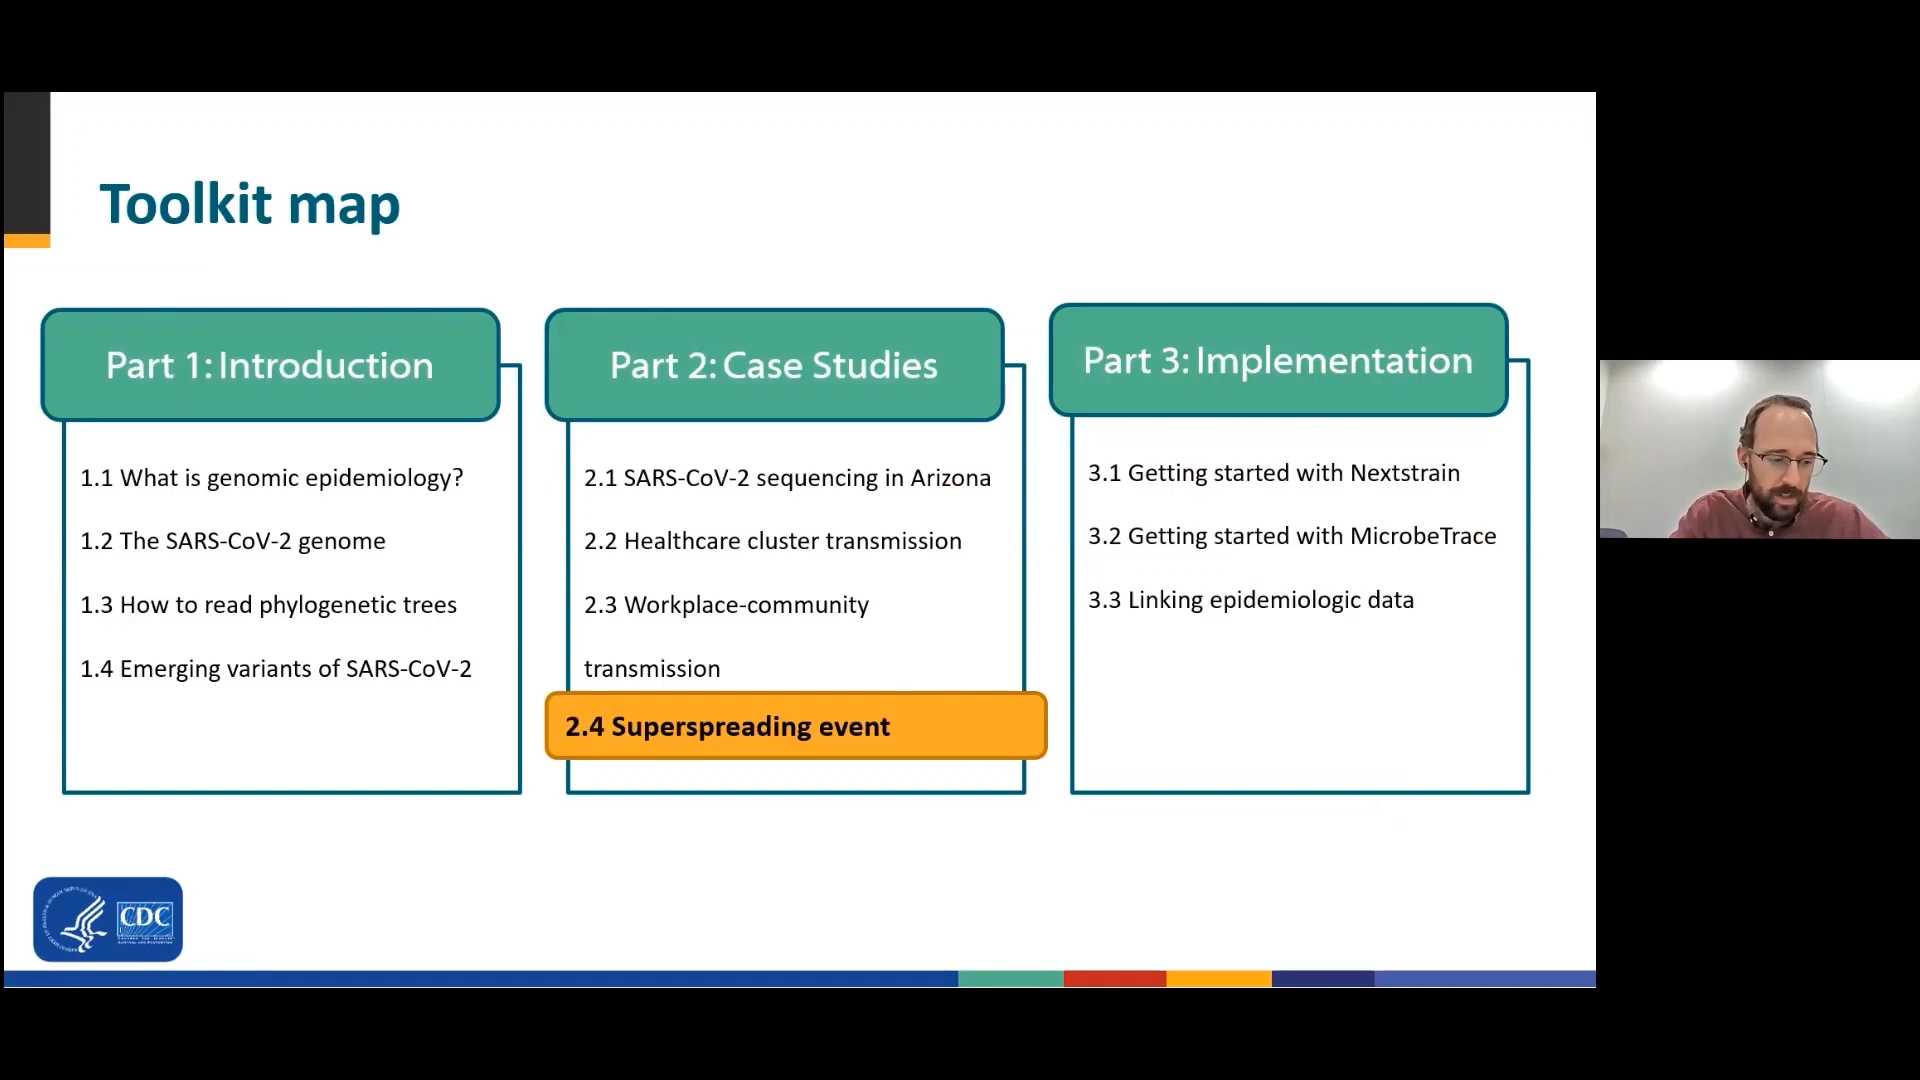 Toolkit map
Part 1: Introduction
1.1 What is genomic epidemiology?
1.2 The SARS-CoV-2 genome
1.3 How to read phylogenetic trees
1.4 Emerging variants of SARS-CoV-2
Part 2: Case Studies
2.1 SARS-CoV-2 sequencing in Arizona
2.2 Healthcare cluster transmission
2.3 Workplace-community
transmission
2.4 Superspreading event
Part 3: Implementation
3.1 Getting started with Nextstrain
3.2 Getting started with MicrobeTrace
3.3 Linking epidemiologic data
CDC